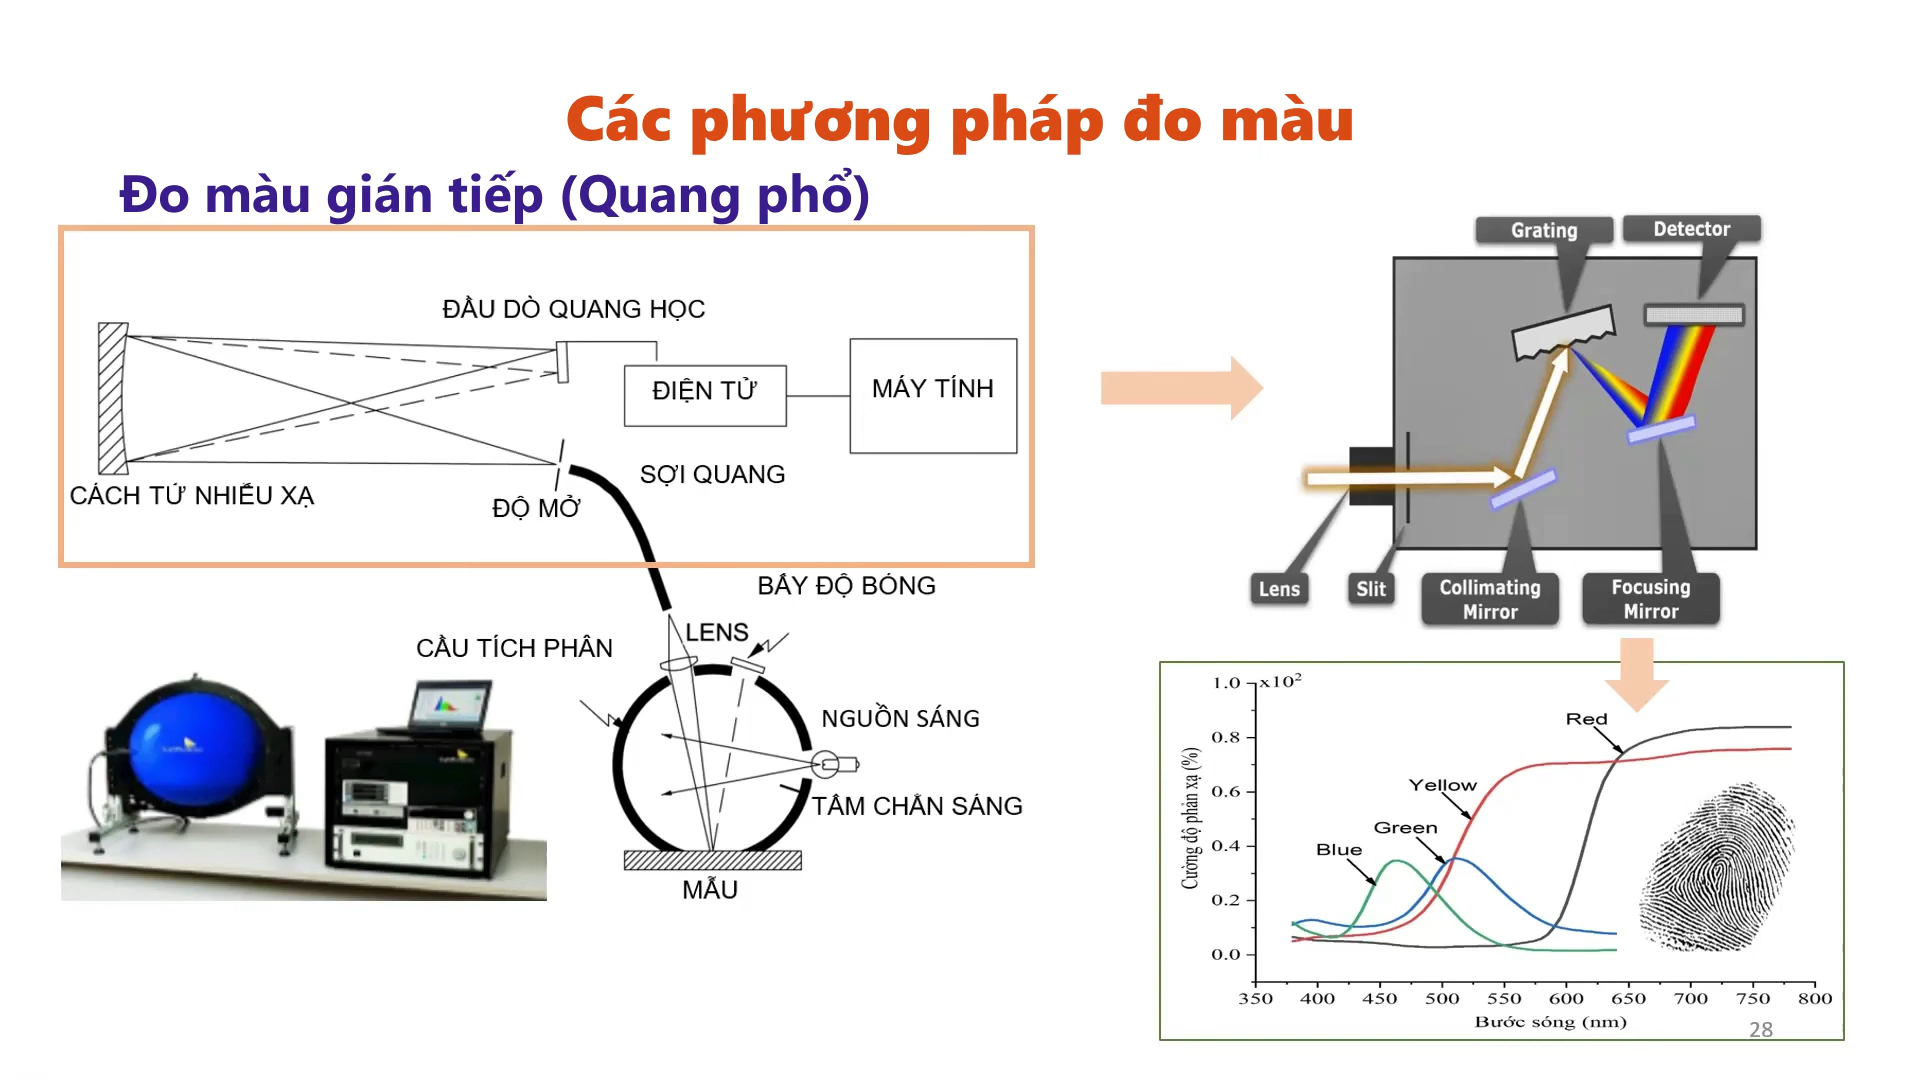 Các phương pháp đo màu
Đo màu gián tiếp (Quang phổ)
ĐẦU DÒ QUANG HỌC
ĐIỆN TỬ
MÁY TÍNH
CÁCH TỬ NHIỄU XẠ
ĐỘ MỞ
SỢI QUANG
BẪY ĐỘ BÓNG
CẦU TÍCH PHÂN
LENS
NGUỒN SÁNG
TẤM CHẮN SÁNG
MẪU
Grating
Detector
Lens
Slit
Collimating
Mirror
Focusing
Mirror
1.0
x10²
0.8
0.6
0.4
0.2
0.0
Cường độ phản xạ (%)
Red
Yellow
Green
Blue
350 400 450 500 550 600 650 700 750 800
Bước sóng (nm)
28